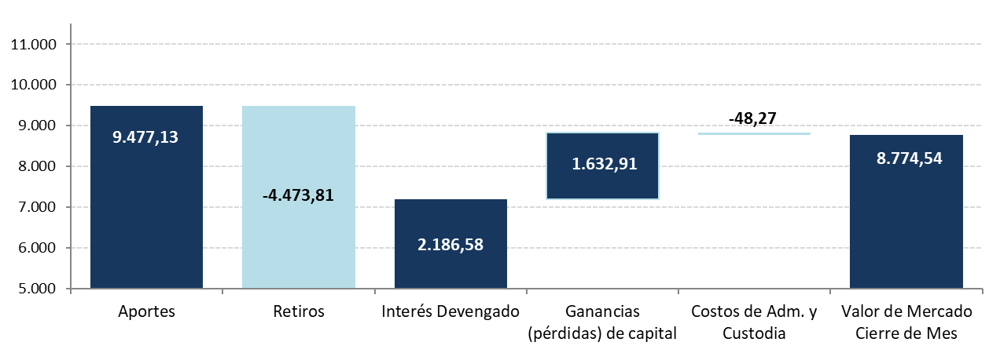 11.000
10.000
9.000
8.000
7.000
6.000
5.000
9.477,13
-4.473,81
2.186,58
1.632,91
-48,27
8.774,54
Aportes
Retiros
Interés Devengado
Ganancias
(pérdidas) de capital
Costos de Adm. y
Custodia
Valor de Mercado
Cierre de Mes